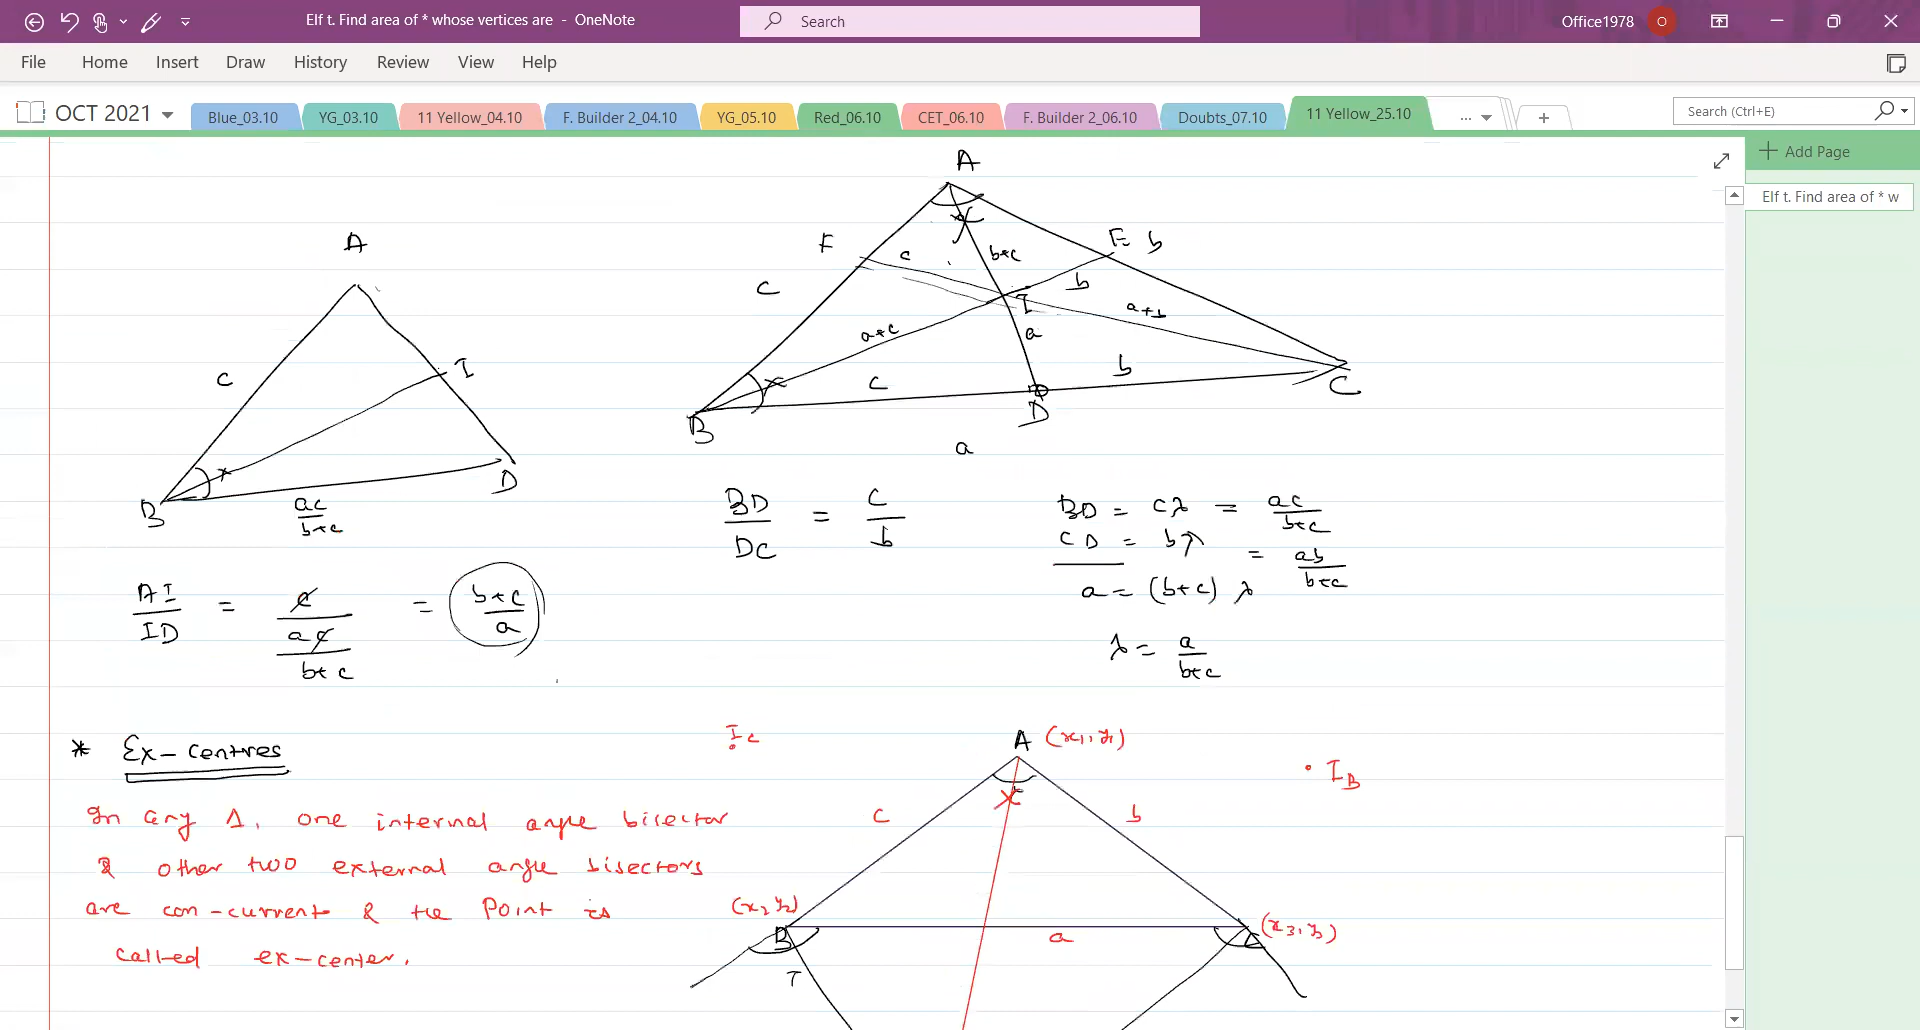 Elf t. Find area of * whose vertices are - OneNote
Search
Office1978
O
File Home Insert Draw History Review View Help
OCT 2021
Blue_03.10
YG_03.10
11 Yellow_04.10
F. Builder 2_04.10
YG_05.10
Red_06.10
CET_06.10
F. Builder 2_06.10
Doubts_07.10
11 Yellow_25.10
...
Search (Ctrl+E)
Add Page
Elf t. Find area of * w
A
c
I
B
D
ac/(b+c)
A
F
E b
c
b+c
c
b
I
a+c
a+b
a
c
b
B
D
C
a
AI/ID = c/(ac/(b+c)) = (b+c)/a
BD/DC = c/b
BD = cλ = ac/(b+c)
CD = bλ = ab/(b+c)
a = (b+c) λ
λ = a/(b+c)
* Ex-centres
In any Δ, one internal angle bisector
& other two external angle bisectors
are con-current & the point is
called ex-center.
I_C
A (x1, y1)
I_B
c
b
(x2 y2)
B
a
C
(x3, y3)